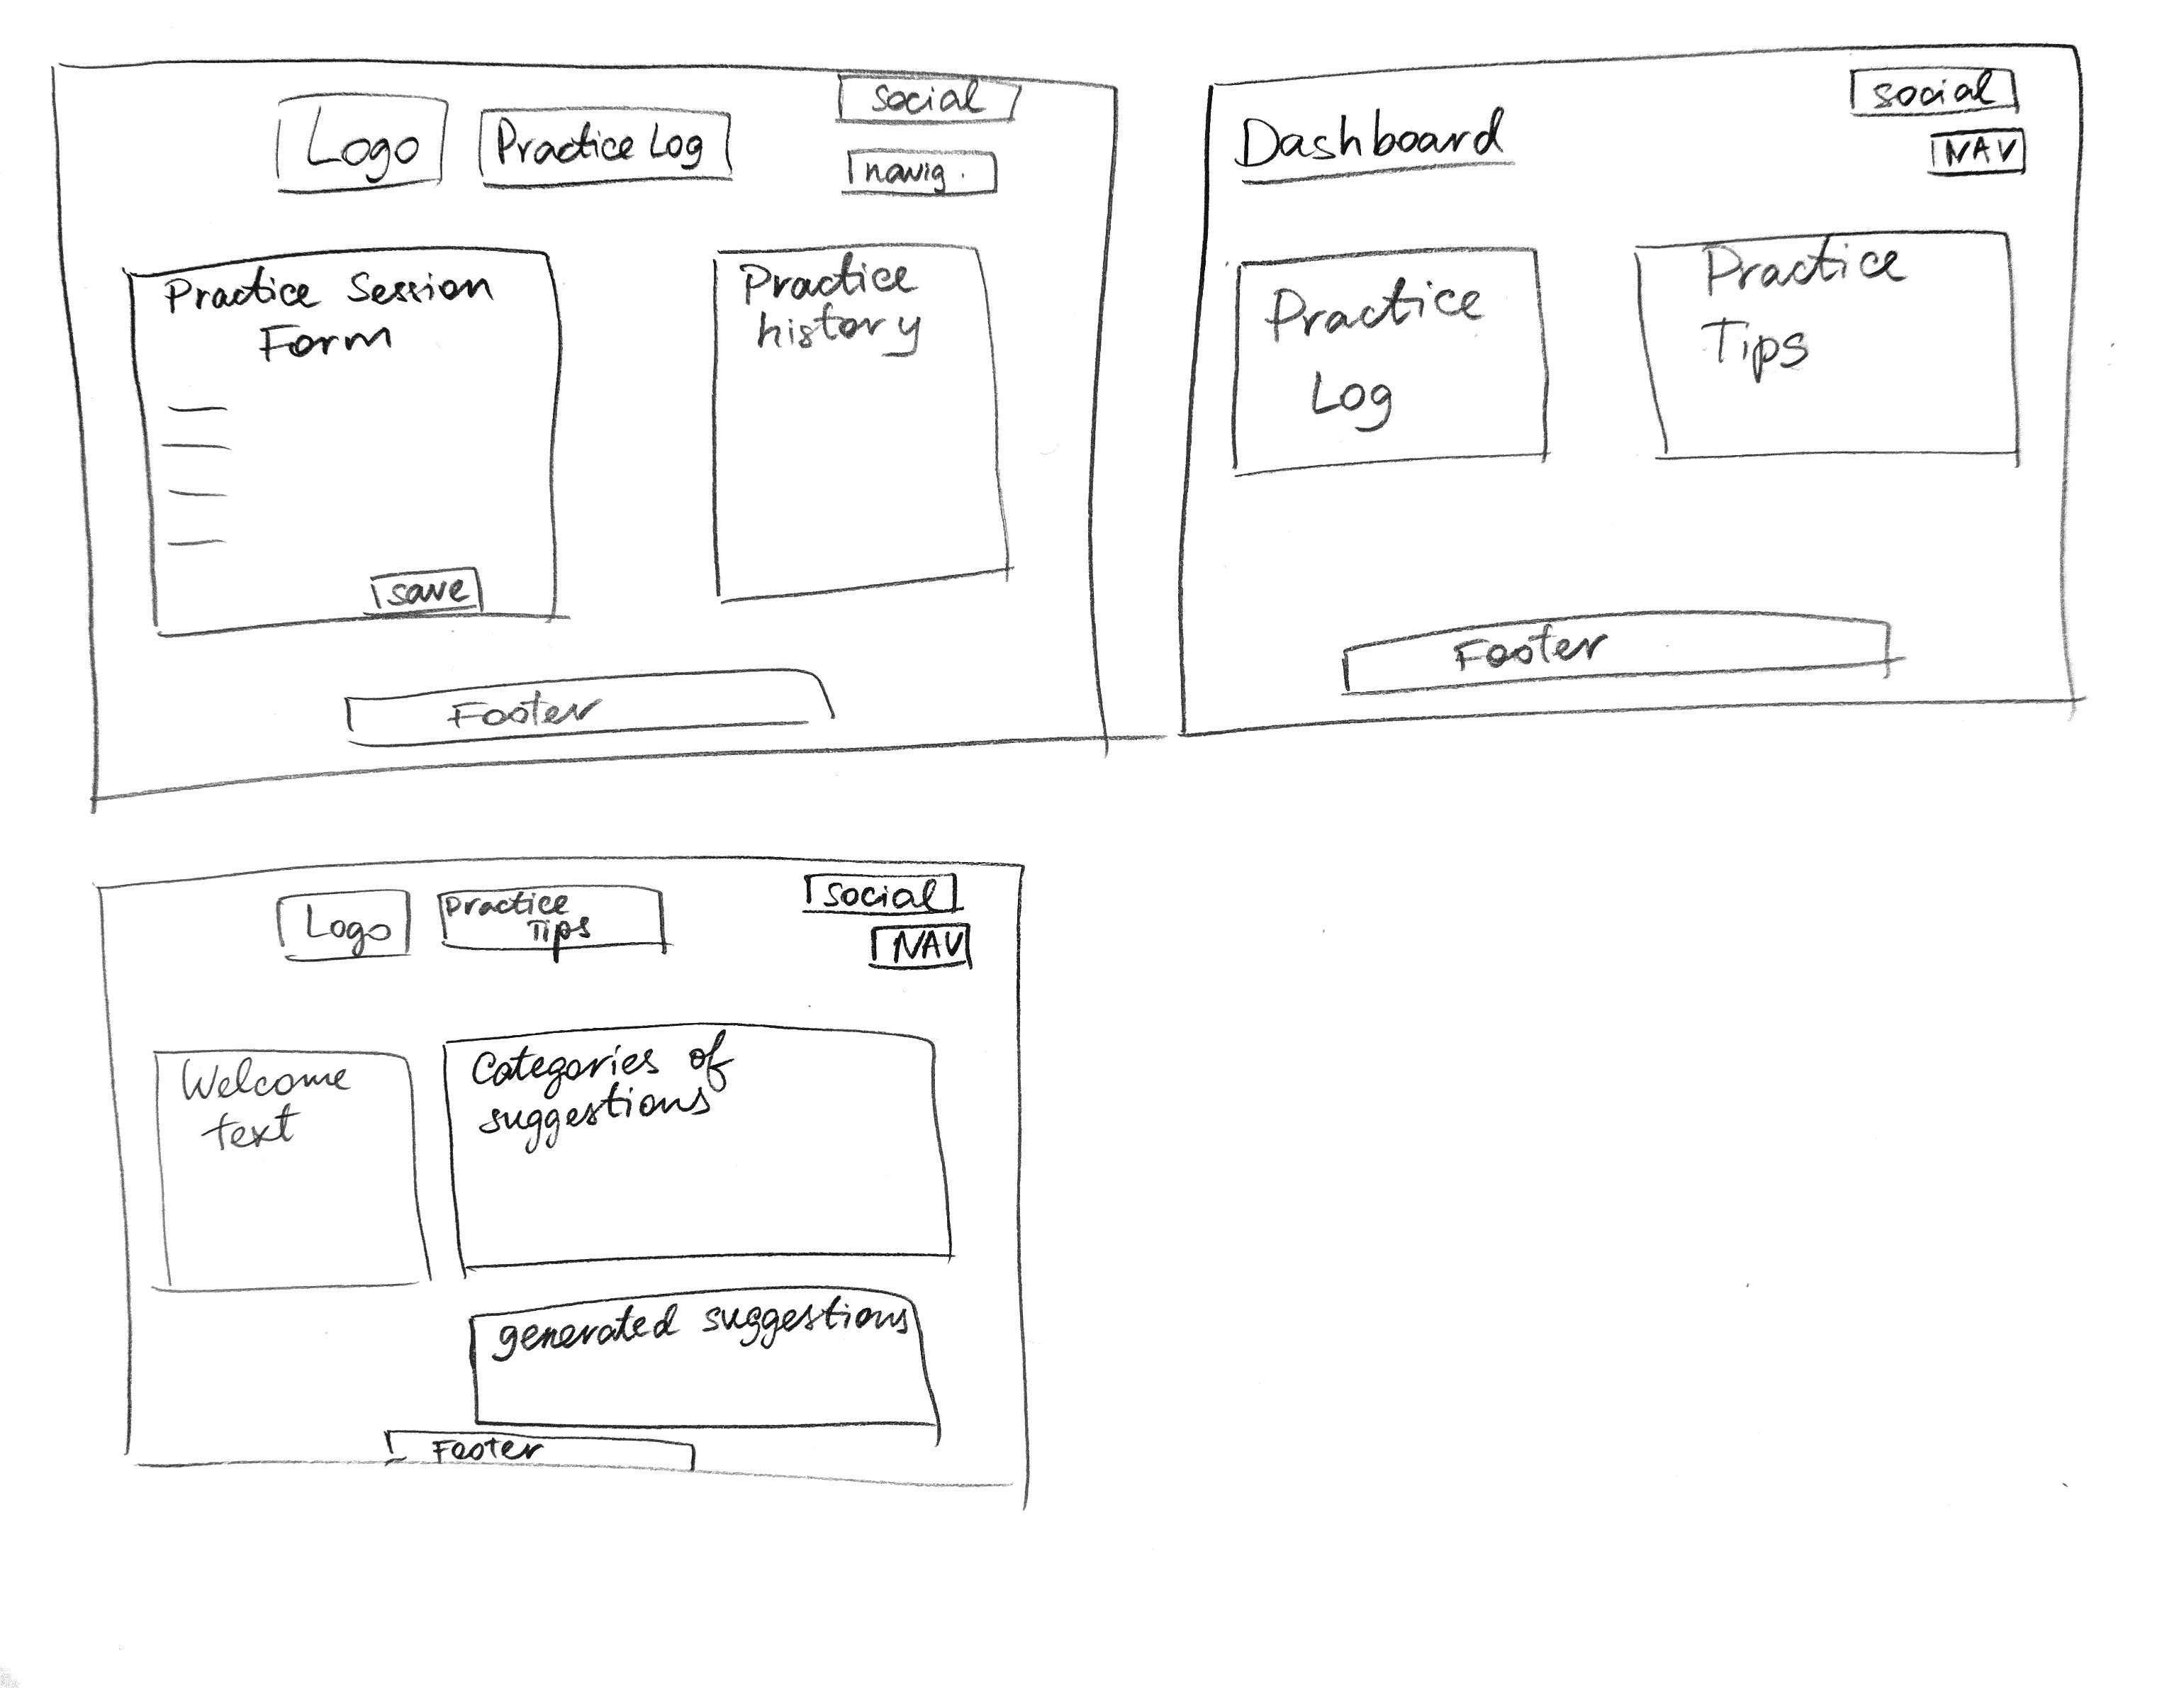 Logo
Practice Log
social
navig.
Practice Session
Form
save
Practice
history
Footer
Dashboard
social
NAV
Practice
Log
Practice
Tips
Footer
Logo
Practice
Tips
social
NAV
Welcome
text
Categories of
suggestions
generated suggestions
Footer